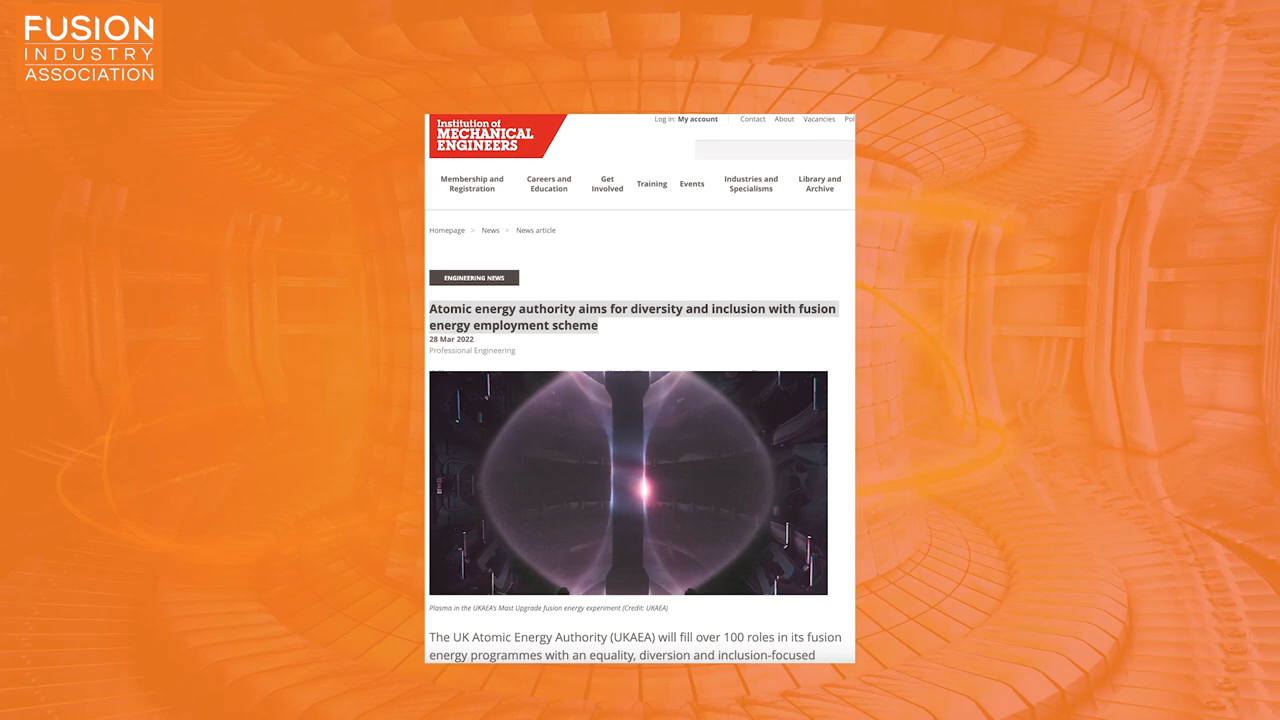 FUSION
INDUSTRY
ASSOCIATION
Institution of
MECHANICAL
ENGINEERS
Log in: My account
Contact
About
Vacancies
Pol
Membership and
Registration
Careers and
Education
Get
Involved
Training
Events
Industries and
Specialisms
Library and
Archive
Homepage > News > News article
ENGINEERING NEWS
Atomic energy authority aims for diversity and inclusion with fusion
energy employment scheme
28 Mar 2022
Professional Engineering
Plasma in the UKAEA's Mast Upgrade fusion energy experiment (Credit: UKAEA)
The UK Atomic Energy Authority (UKAEA) will fill over 100 roles in its fusion
energy programmes with an equality, diversion and inclusion-focused